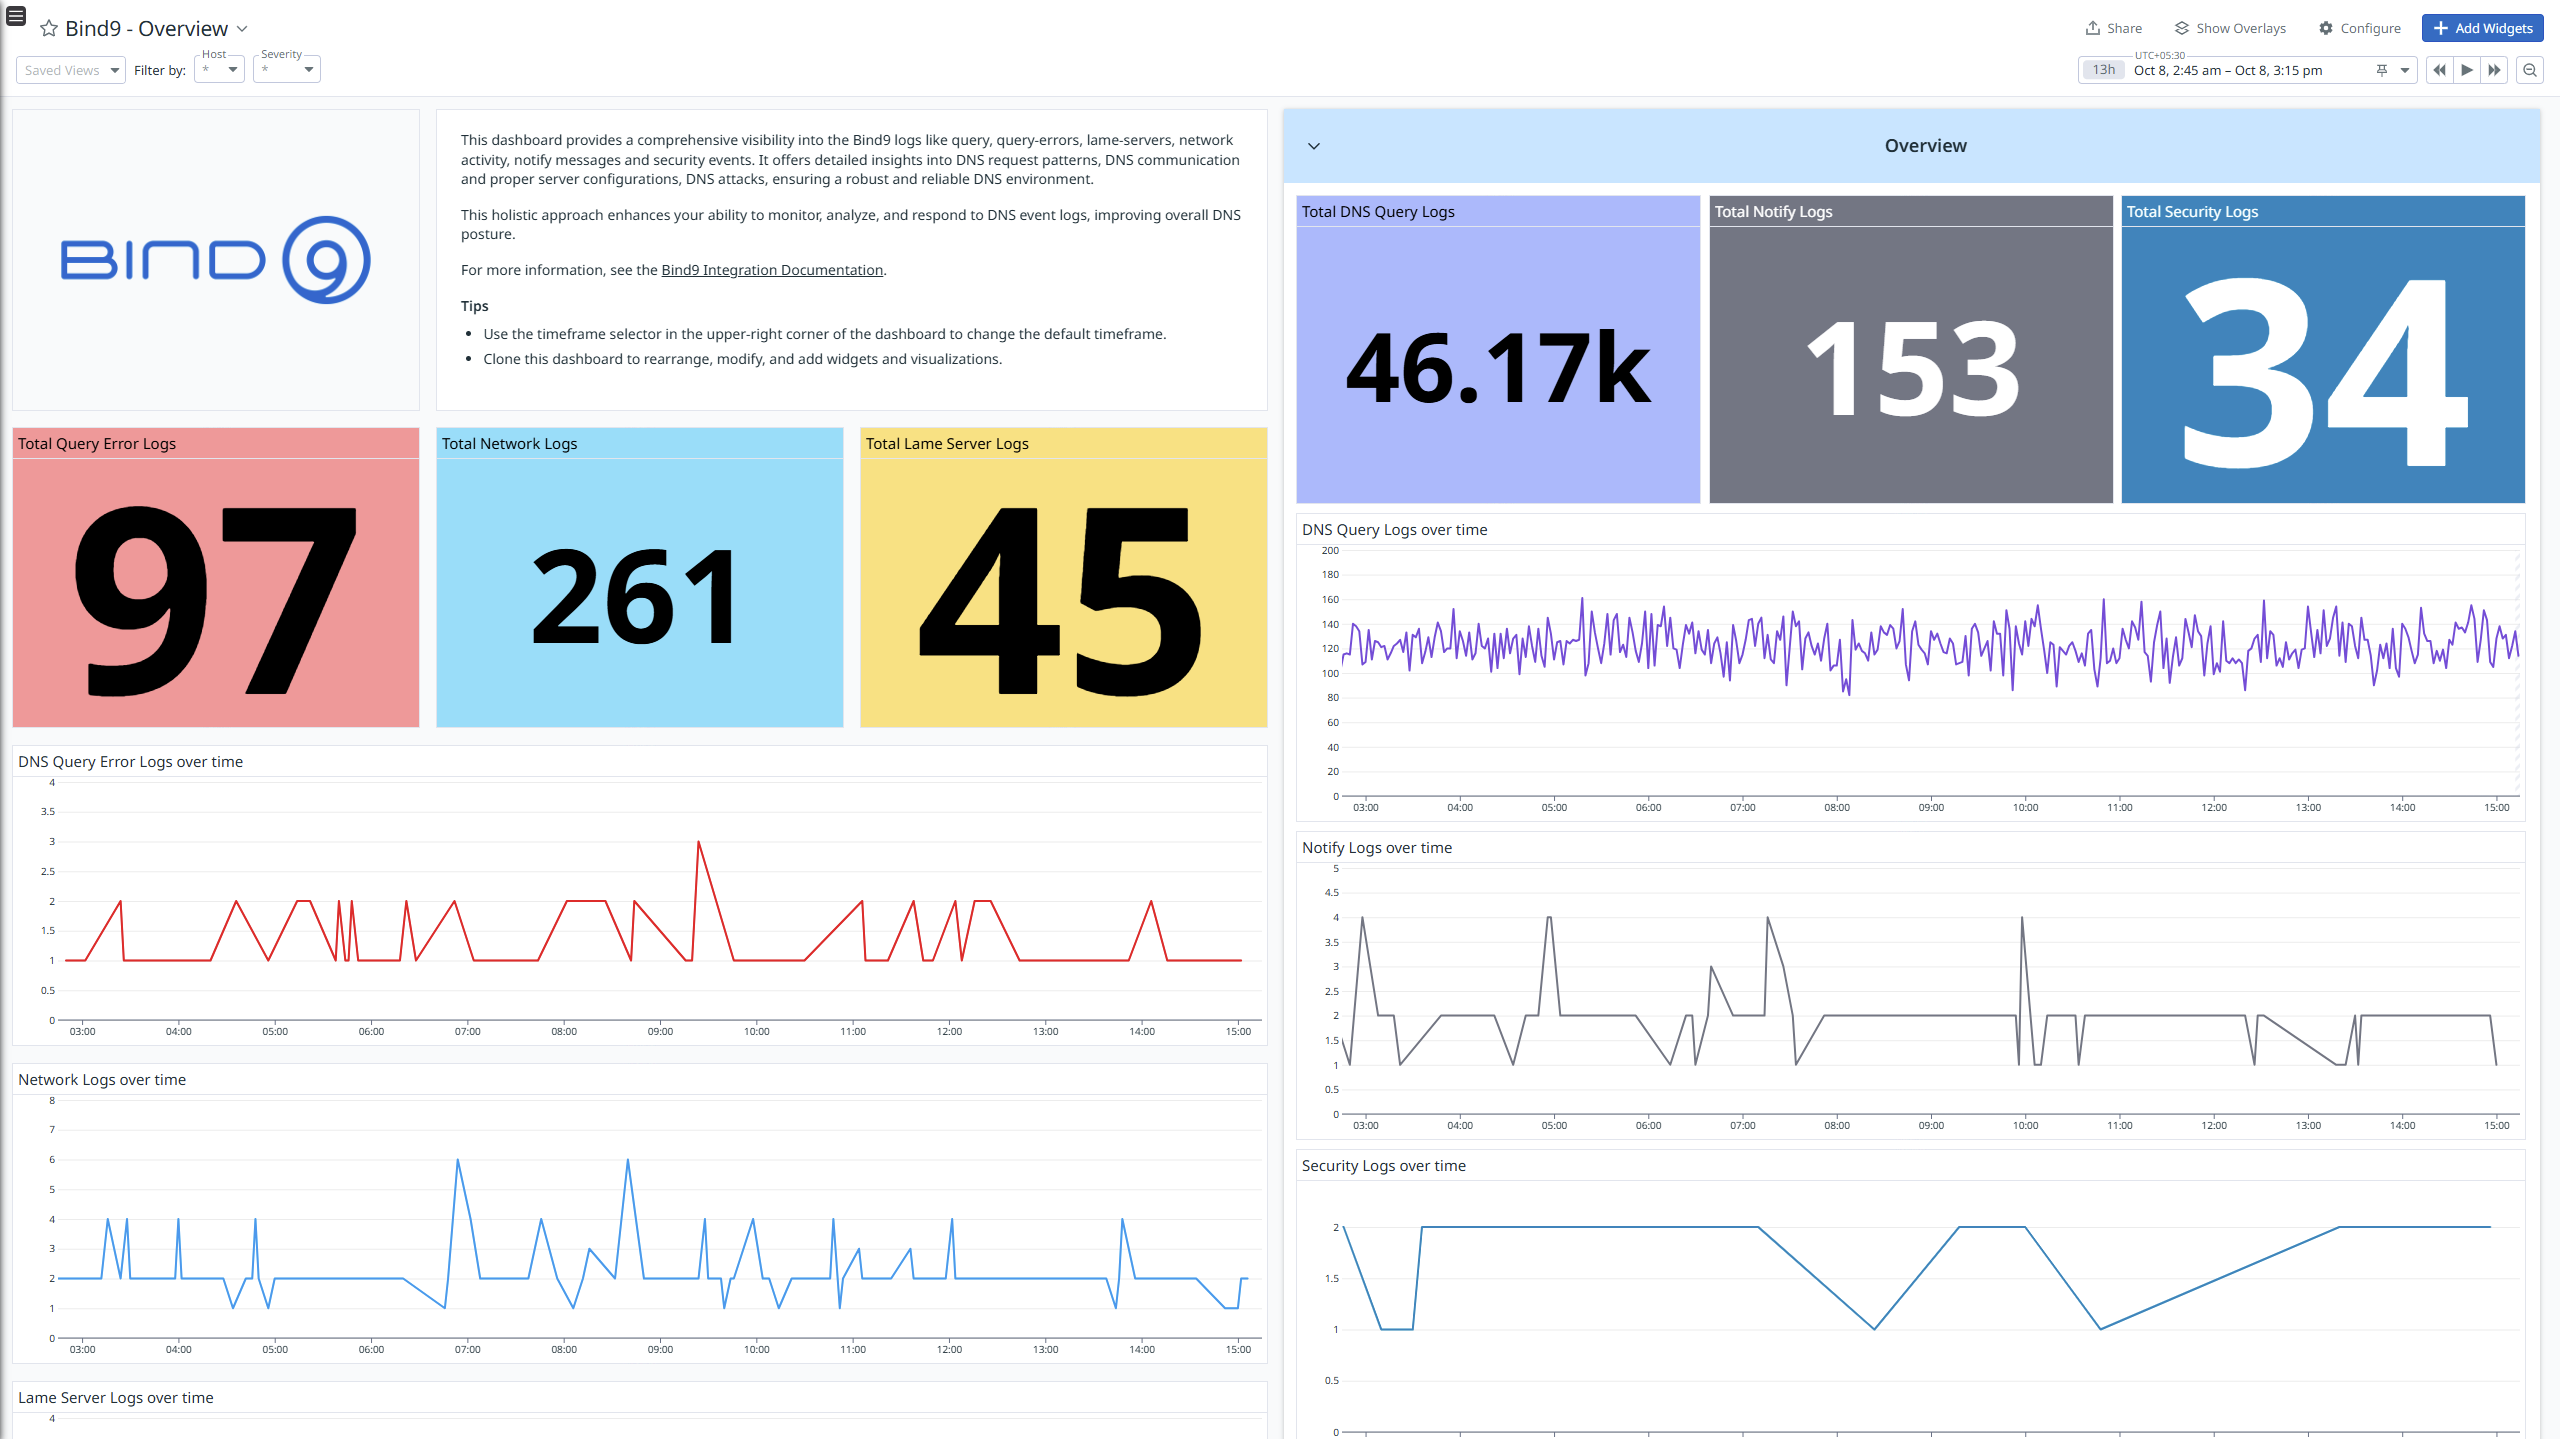 Bind9 - Overview
Share
Show Overlays
Configure
Add Widgets
Saved Views
Filter by:
Host
*
Severity
*
UTC+05:30
13h
Oct 8, 2:45 am – Oct 8, 3:15 pm
BIND 9
This dashboard provides a comprehensive visibility into the Bind9 logs like query, query-errors, lame-servers, network
activity, notify messages and security events. It offers detailed insights into DNS request patterns, DNS communication
and proper server configurations, DNS attacks, ensuring a robust and reliable DNS environment.
This holistic approach enhances your ability to monitor, analyze, and respond to DNS event logs, improving overall DNS
posture.
For more information, see the Bind9 Integration Documentation.
Tips
• Use the timeframe selector in the upper-right corner of the dashboard to change the default timeframe.
• Clone this dashboard to rearrange, modify, and add widgets and visualizations.
Total Query Error Logs
97
Total Network Logs
261
Total Lame Server Logs
45
DNS Query Error Logs over time
4
3.5
3
2.5
2
1.5
1
0.5
0
03:00 04:00 05:00 06:00 07:00 08:00 09:00 10:00 11:00 12:00 13:00 14:00 15:00
Network Logs over time
8
7
6
5
4
3
2
1
0
03:00 04:00 05:00 06:00 07:00 08:00 09:00 10:00 11:00 12:00 13:00 14:00 15:00
Lame Server Logs over time
4
Overview
Total DNS Query Logs
46.17k
Total Notify Logs
153
Total Security Logs
34
DNS Query Logs over time
200
180
160
140
120
100
80
60
40
20
0
03:00 04:00 05:00 06:00 07:00 08:00 09:00 10:00 11:00 12:00 13:00 14:00 15:00
Notify Logs over time
5
4.5
4
3.5
3
2.5
2
1.5
1
0.5
0
03:00 04:00 05:00 06:00 07:00 08:00 09:00 10:00 11:00 12:00 13:00 14:00 15:00
Security Logs over time
2
1.5
1
0.5
0